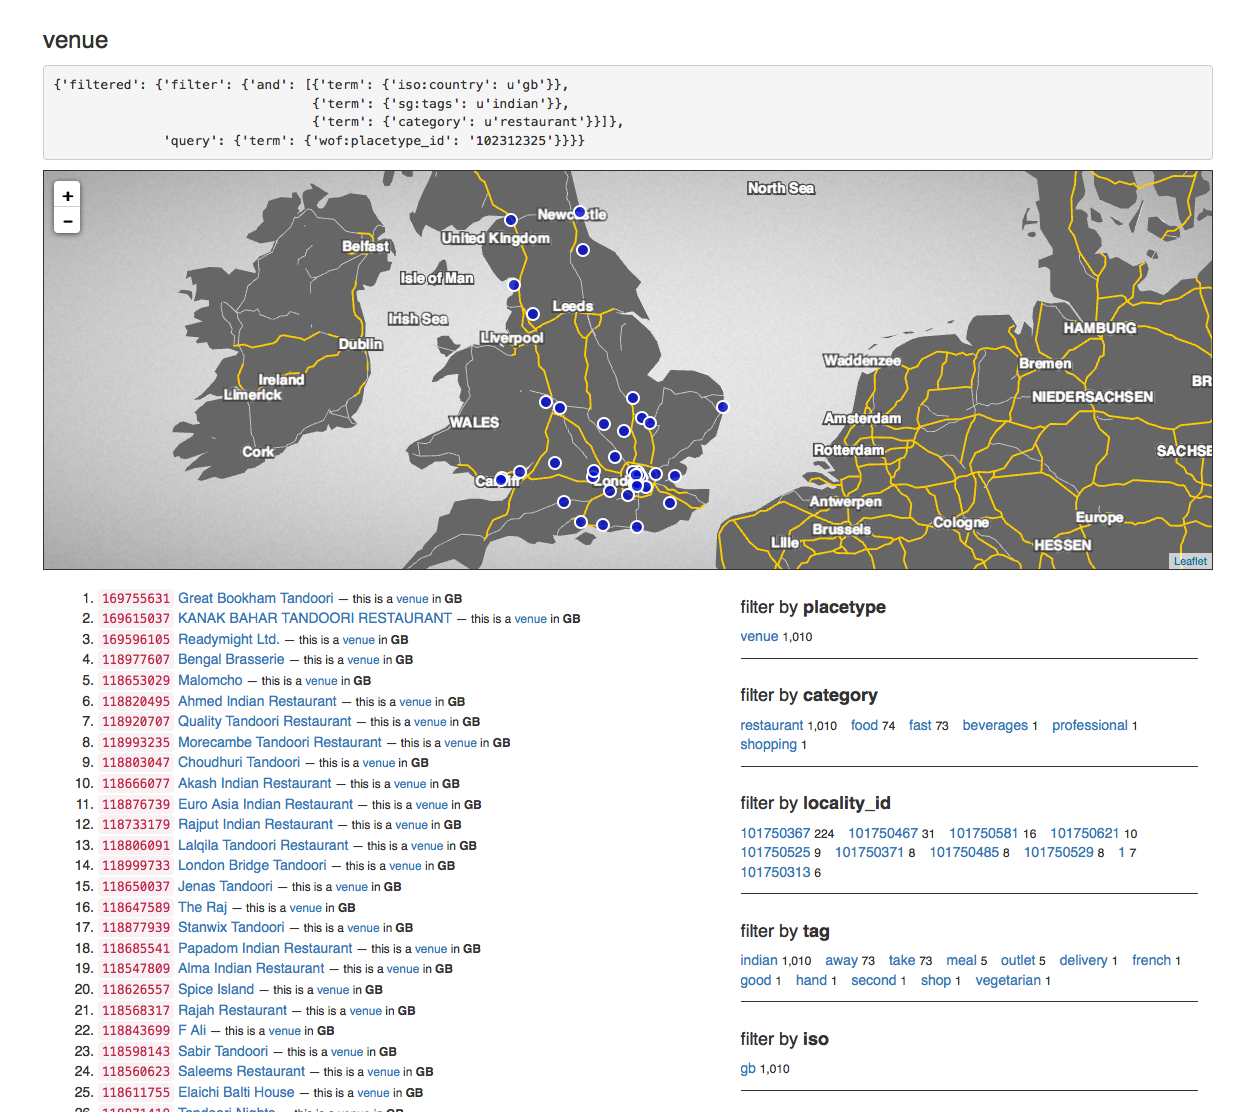 venue
{'filtered': {'filter': {'and': [{'term': {'iso:country': u'gb'}},
{'term': {'sg:tags': u'indian'}},
{'term': {'category': u'restaurant'}}]},
'query': {'term': {'wof:placetype_id': '102312325'}}}}
+
−
North Sea
Newcastle
United Kingdom
Belfast
Isle of Man
Irish Sea
Leeds
Liverpool
Dublin
Ireland
Limerick
Cork
WALES
Cardiff
HAMBURG
Waddenzee
Bremen
BR
NIEDERSACHSEN
Amsterdam
Rotterdam
SACHSE
Antwerpen
Brussels
Cologne
Europe
Lille
HESSEN
Leaflet
1. 169755631 Great Bookham Tandoori — this is a venue in GB
2. 169615037 KANAK BAHAR TANDOORI RESTAURANT — this is a venue in GB
3. 169596105 Readymight Ltd. — this is a venue in GB
4. 118977607 Bengal Brasserie — this is a venue in GB
5. 118653029 Malomcho — this is a venue in GB
6. 118820495 Ahmed Indian Restaurant — this is a venue in GB
7. 118920707 Quality Tandoori Restaurant — this is a venue in GB
8. 118993235 Morecambe Tandoori Restaurant — this is a venue in GB
9. 118803047 Choudhuri Tandoori — this is a venue in GB
10. 118666077 Akash Indian Restaurant — this is a venue in GB
11. 118876739 Euro Asia Indian Restaurant — this is a venue in GB
12. 118733179 Rajput Indian Restaurant — this is a venue in GB
13. 118806091 Lalqila Tandoori Restaurant — this is a venue in GB
14. 118999733 London Bridge Tandoori — this is a venue in GB
15. 118650037 Jenas Tandoori — this is a venue in GB
16. 118647589 The Raj — this is a venue in GB
17. 118877939 Stanwix Tandoori — this is a venue in GB
18. 118685541 Papadom Indian Restaurant — this is a venue in GB
19. 118547809 Alma Indian Restaurant — this is a venue in GB
20. 118626557 Spice Island — this is a venue in GB
21. 118568317 Rajah Restaurant — this is a venue in GB
22. 118843699 F Ali — this is a venue in GB
23. 118598143 Sabir Tandoori — this is a venue in GB
24. 118560623 Saleems Restaurant — this is a venue in GB
25. 118611755 Elaichi Balti House — this is a venue in GB
filter by placetype
venue 1,010
filter by category
restaurant 1,010 food 74 fast 73 beverages 1 professional 1
shopping 1
filter by locality_id
101750367 224 101750467 31 101750581 16 101750621 10
101750525 9 101750371 8 101750485 8 101750529 8 1 7
101750313 6
filter by tag
indian 1,010 away 73 take 73 meal 5 outlet 5 delivery 1 french 1
good 1 hand 1 second 1 shop 1 vegetarian 1
filter by iso
gb 1,010